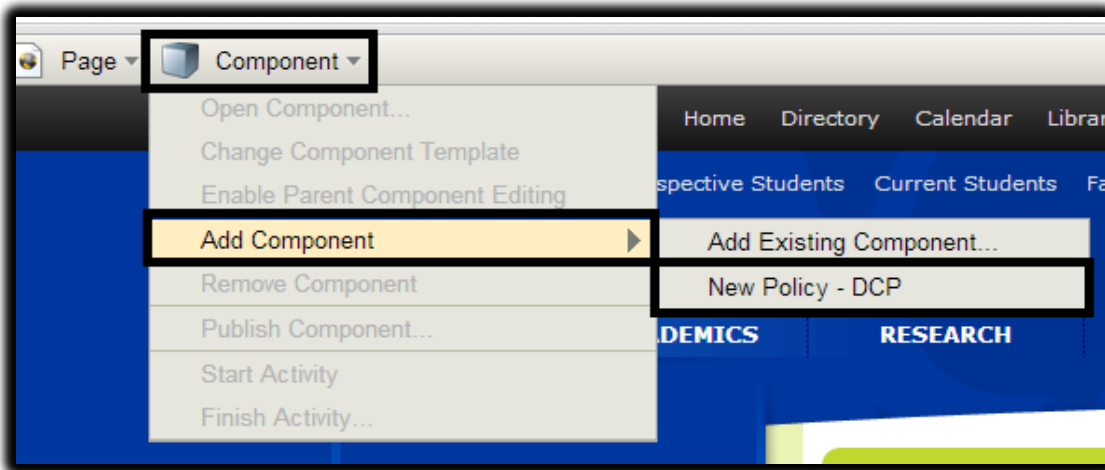 Page Component
Open Component...
Home Directory Calendar
Change Component Template
Students Current Students
Enable Parent Component Editing
Add Component
Add Existing Component...
Remove Component
New Policy - DCP
Publish Component...
RESEARCH
Start Activity
Finish Activity...